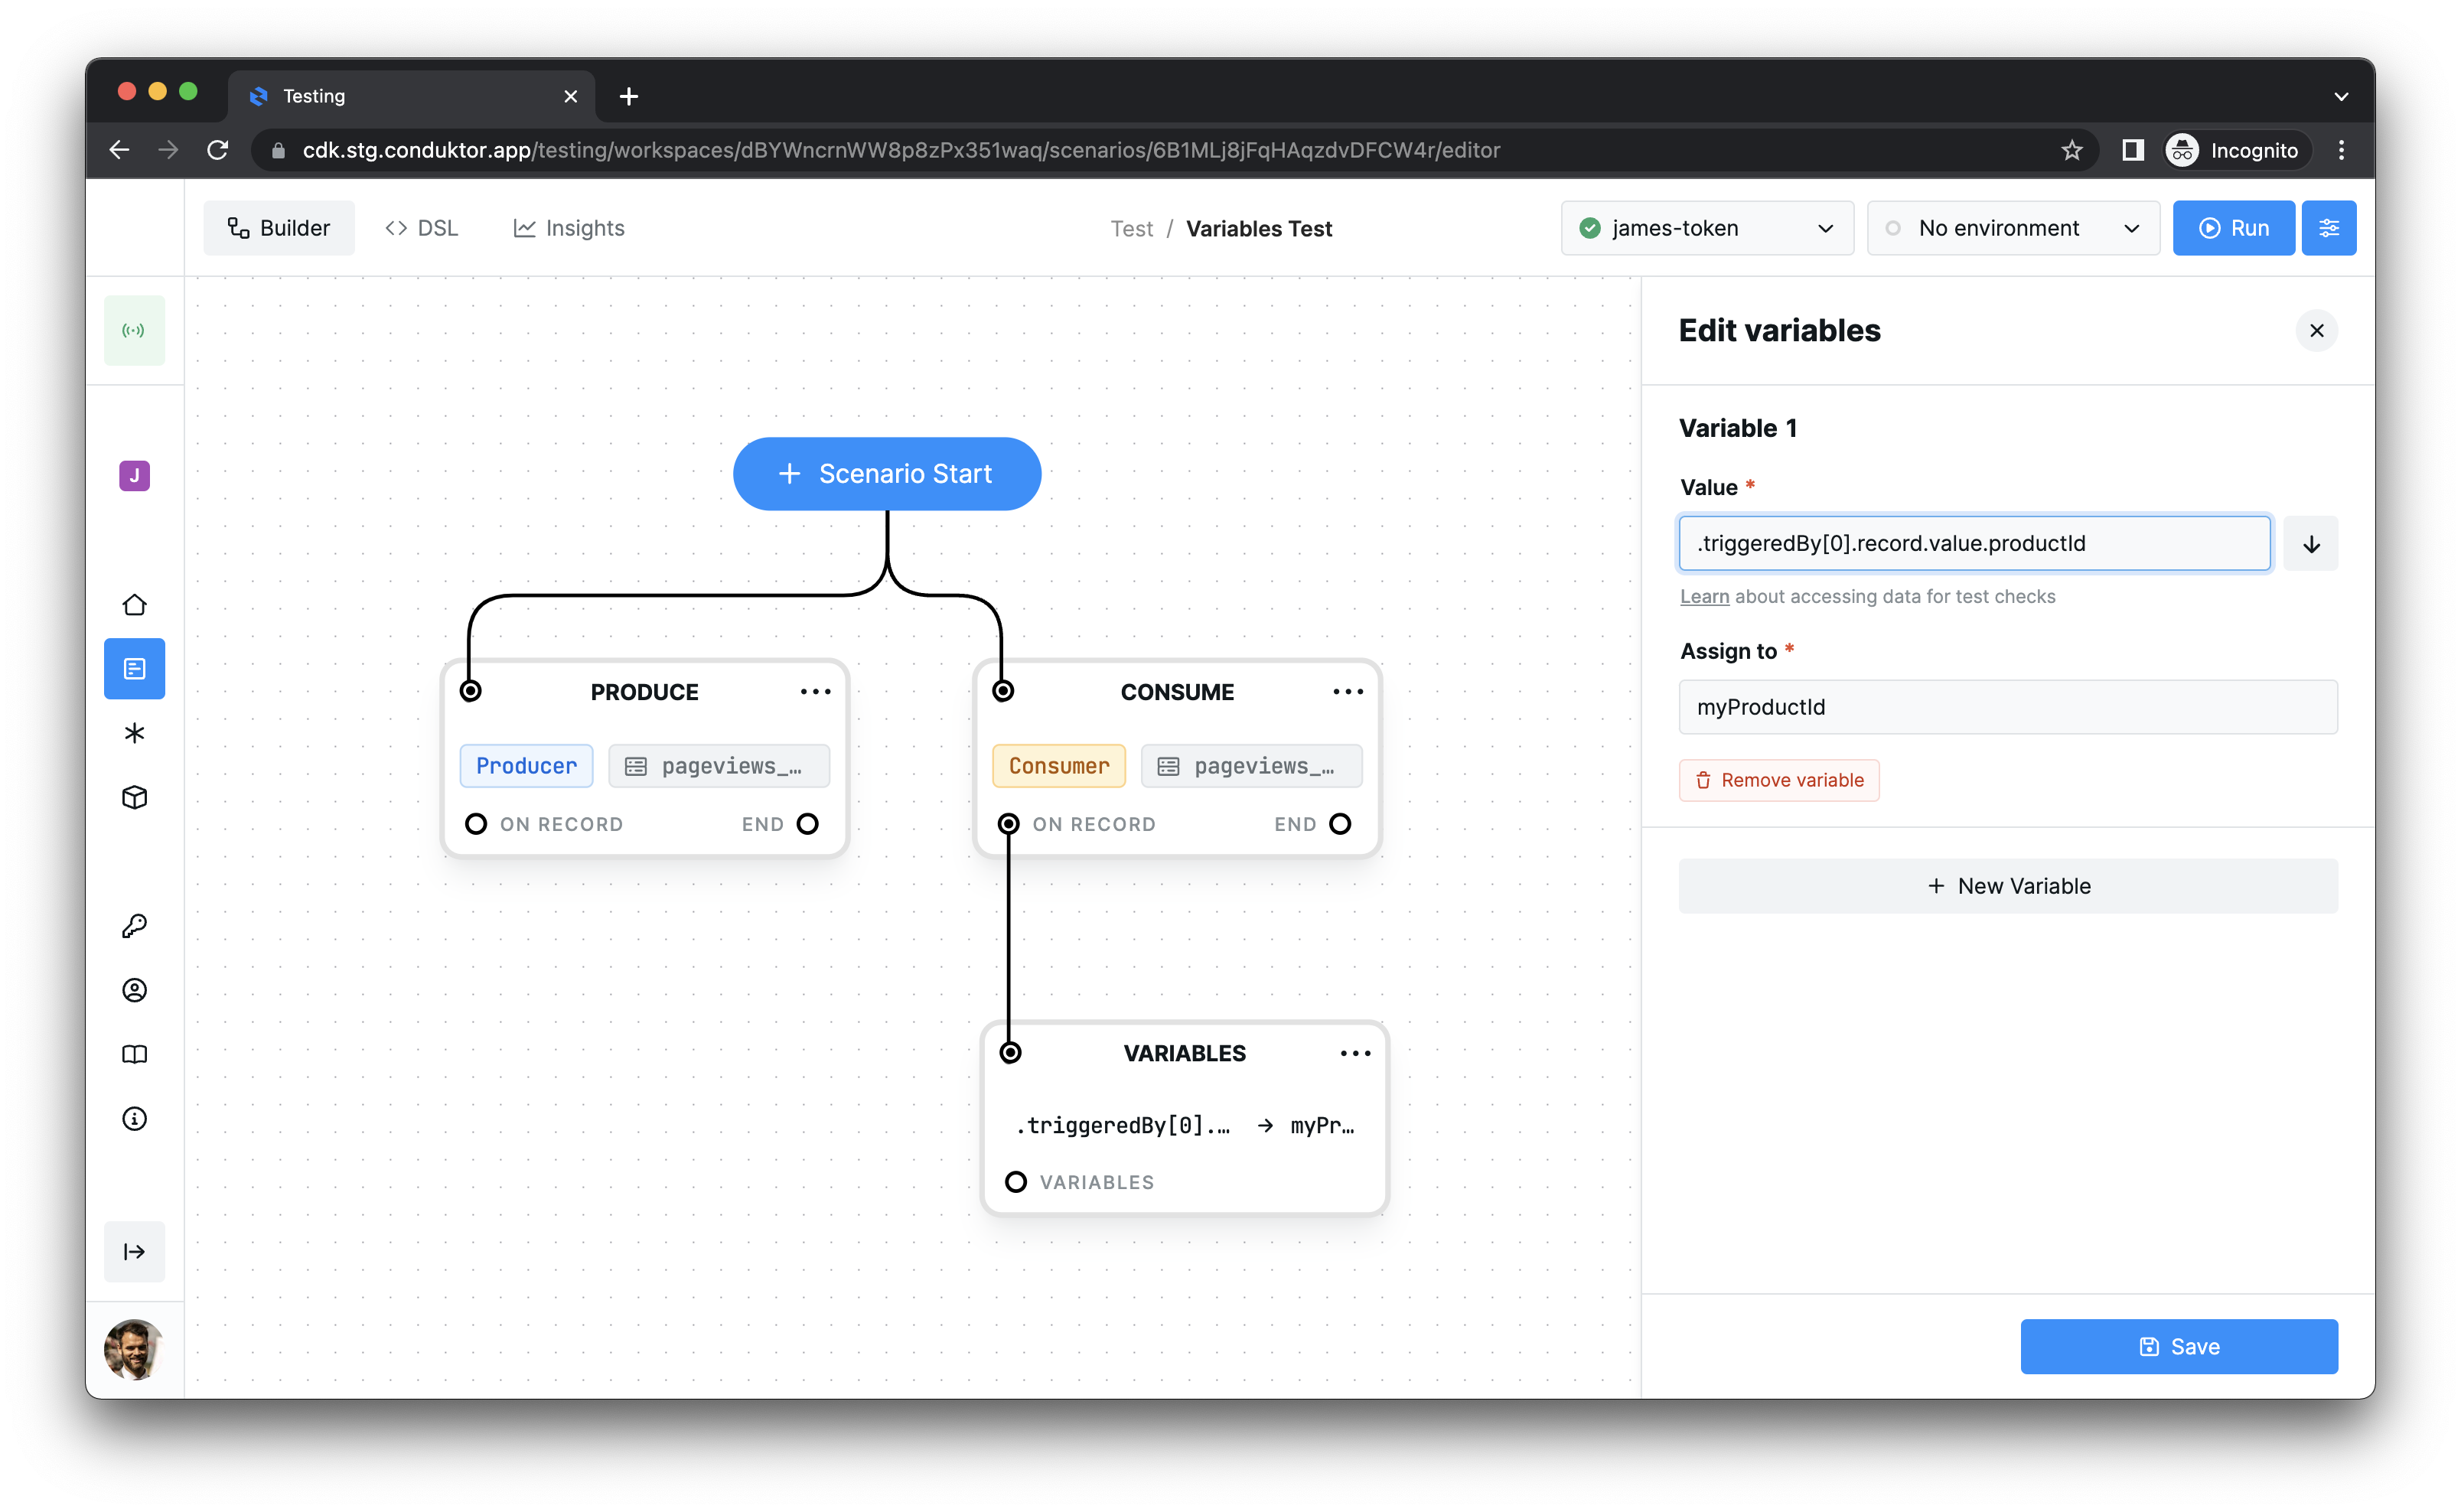 Testing
cdk.stg.conduktor.app/testing/workspaces/dBYWncrnWW8p8zPx351waq/scenarios/6B1MLj8jFqHAqzdvDFCW4r/editor
Incognito
Builder
<> DSL
Insights
Test / Variables Test
james-token
No environment
Run
J
+ Scenario Start
PRODUCE
Producer
pageviews_…
ON RECORD
END
CONSUME
Consumer
pageviews_…
ON RECORD
END
VARIABLES
.triggeredBy[0].… → myPr…
VARIABLES
Edit variables
Variable 1
Value *
.triggeredBy[0].record.value.productId
Learn about accessing data for test checks
Assign to *
myProductId
Remove variable
+ New Variable
Save